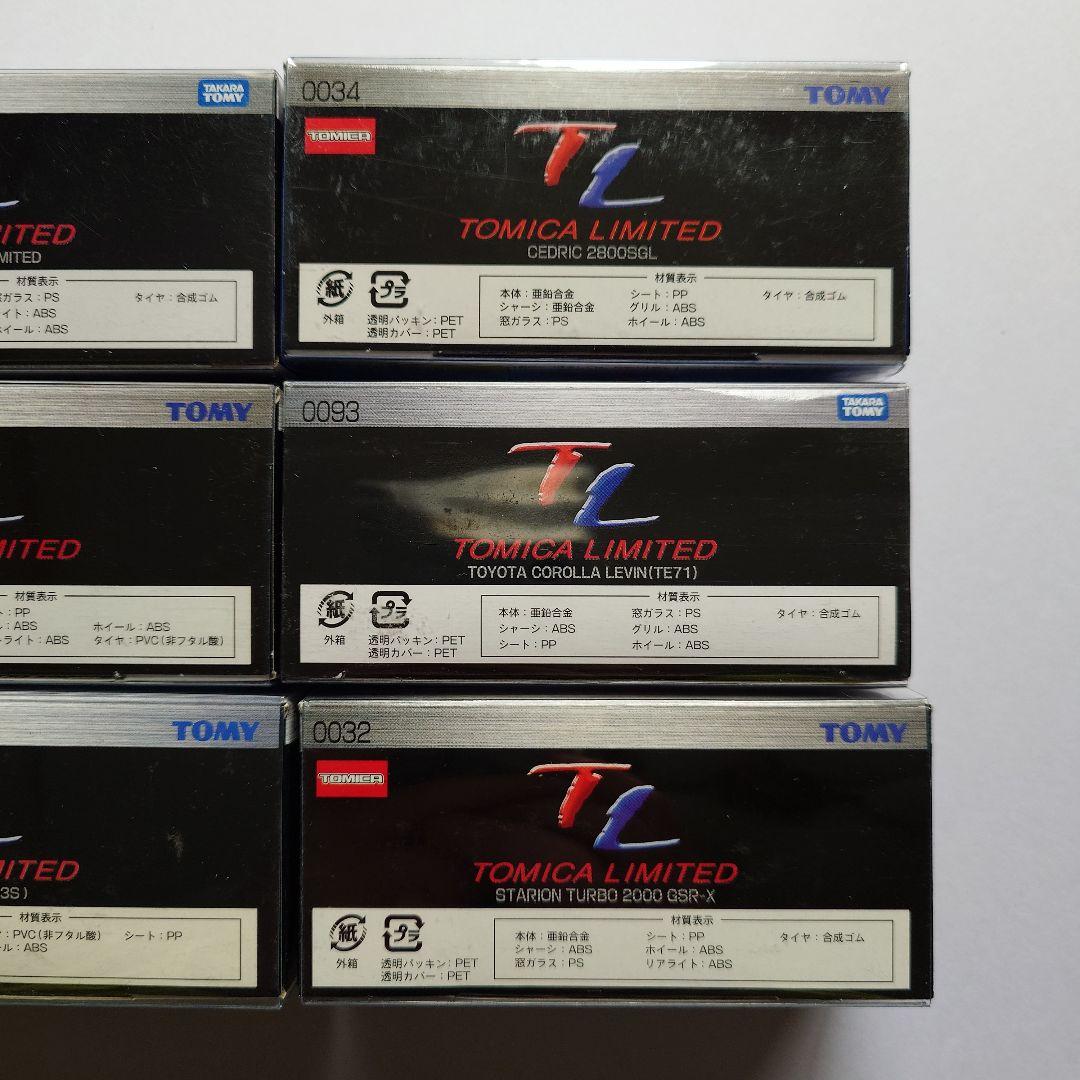 TAKARA
TOMY
ITED
MITED
材質表示
窓ガラス：PS
タイヤ：合成ゴム
イト：ABS
ホイール：ABS
0034
TOMY
TOMICA
TL
TOMICA LIMITED
CEDRIC 2800SGL
紙
外箱
プラ
透明パッキン：PET
透明カバー：PET
材質表示
本体：亜鉛合金
シャーシ：亜鉛合金
窓ガラス：PS
シート：PP
グリル：ABS
ホイール：ABS
タイヤ：合成ゴム
TOMY
MITED
材質表示
：PP
：ABS
ライト：ABS
ホイール：ABS
タイヤ：PVC(非フタル酸)
0093
TAKARA
TOMY
TL
TOMICA LIMITED
TOYOTA COROLLA LEVIN(TE71)
紙
外箱
プラ
透明パッキン：PET
透明カバー：PET
材質表示
本体：亜鉛合金
シャーシ：ABS
シート：PP
窓ガラス：PS
グリル：ABS
ホイール：ABS
タイヤ：合成ゴム
TOMY
MITED
3S)
材質表示
：PVC(非フタル酸)
シート：PP
ール：ABS
0032
TOMY
TOMICA
TL
TOMICA LIMITED
STARION TURBO 2000 GSR-X
紙
外箱
プラ
透明パッキン：PET
透明カバー：PET
材質表示
本体：亜鉛合金
シャーシ：ABS
窓ガラス：PS
シート：PP
ホイール：ABS
リアライト：ABS
タイヤ：合成ゴム